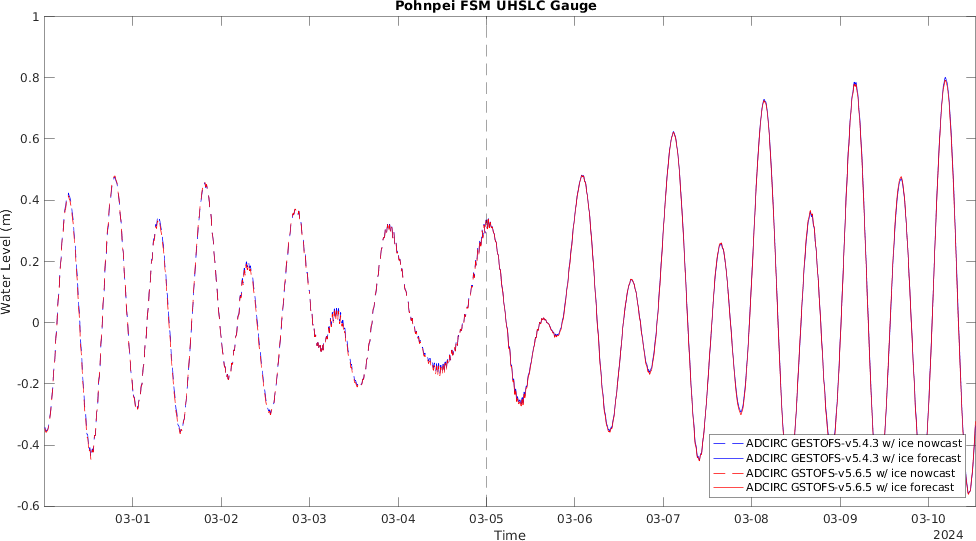 Pohnpei FSM UHSLC Gauge
1
0.8
0.6
0.4
0.2
0
-0.2
-0.4
-0.6
Water Level (m)
ADCIRC GESTOFS-v5.4.3 w/ ice nowcast
ADCIRC GESTOFS-v5.4.3 w/ ice forecast
ADCIRC GSTOFS-v5.6.5 w/ ice nowcast
ADCIRC GSTOFS-v5.6.5 w/ ice forecast
03-01 03-02 03-03 03-04 03-05 03-06 03-07 03-08 03-09 03-10
Time
2024